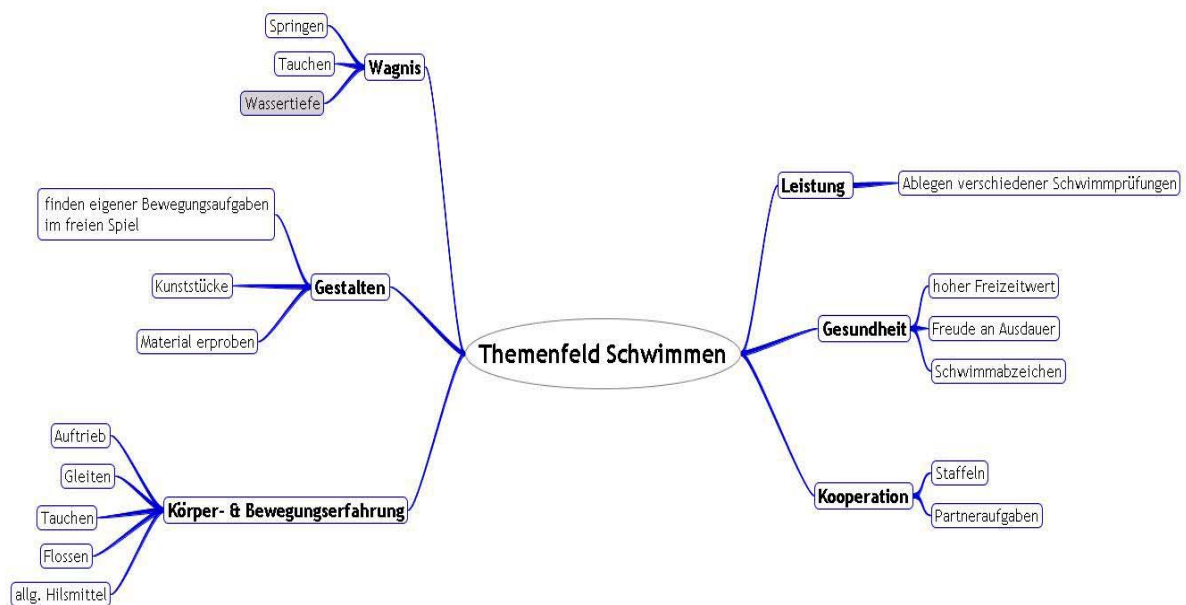 Themenfeld Schwimmen
Wagnis
Springen
Tauchen
Wassertiefe
Gestalten
finden eigener Bewegungsaufgaben
im freien Spiel
Kunststücke
Material erproben
Körper- & Bewegungserfahrung
Auftrieb
Gleiten
Tauchen
Flossen
allg. Hilsmittel
Leistung
Ablegen verschiedener Schwimmprüfungen
Gesundheit
hoher Freizeitwert
Freude an Ausdauer
Schwimmabzeichen
Kooperation
Staffeln
Partneraufgaben